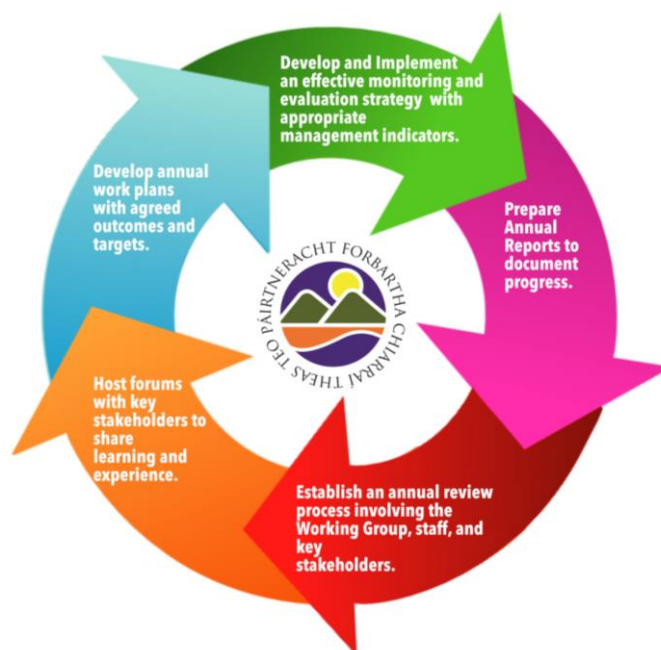 Develop and Implement
an effective monitoring and
evaluation strategy with
appropriate
management indicators.
Prepare
Annual
Reports to
document
progress.
Establish an annual review
process involving the
Working Group, staff, and
key
stakeholders.
Host forums
with key
stakeholders to
share
learning and
experience.
Develop annual
work plans
with agreed
outcomes and
targets.
PÁIRTNERACHT FORBARTHA CHIARRAÍ THEAS TEO